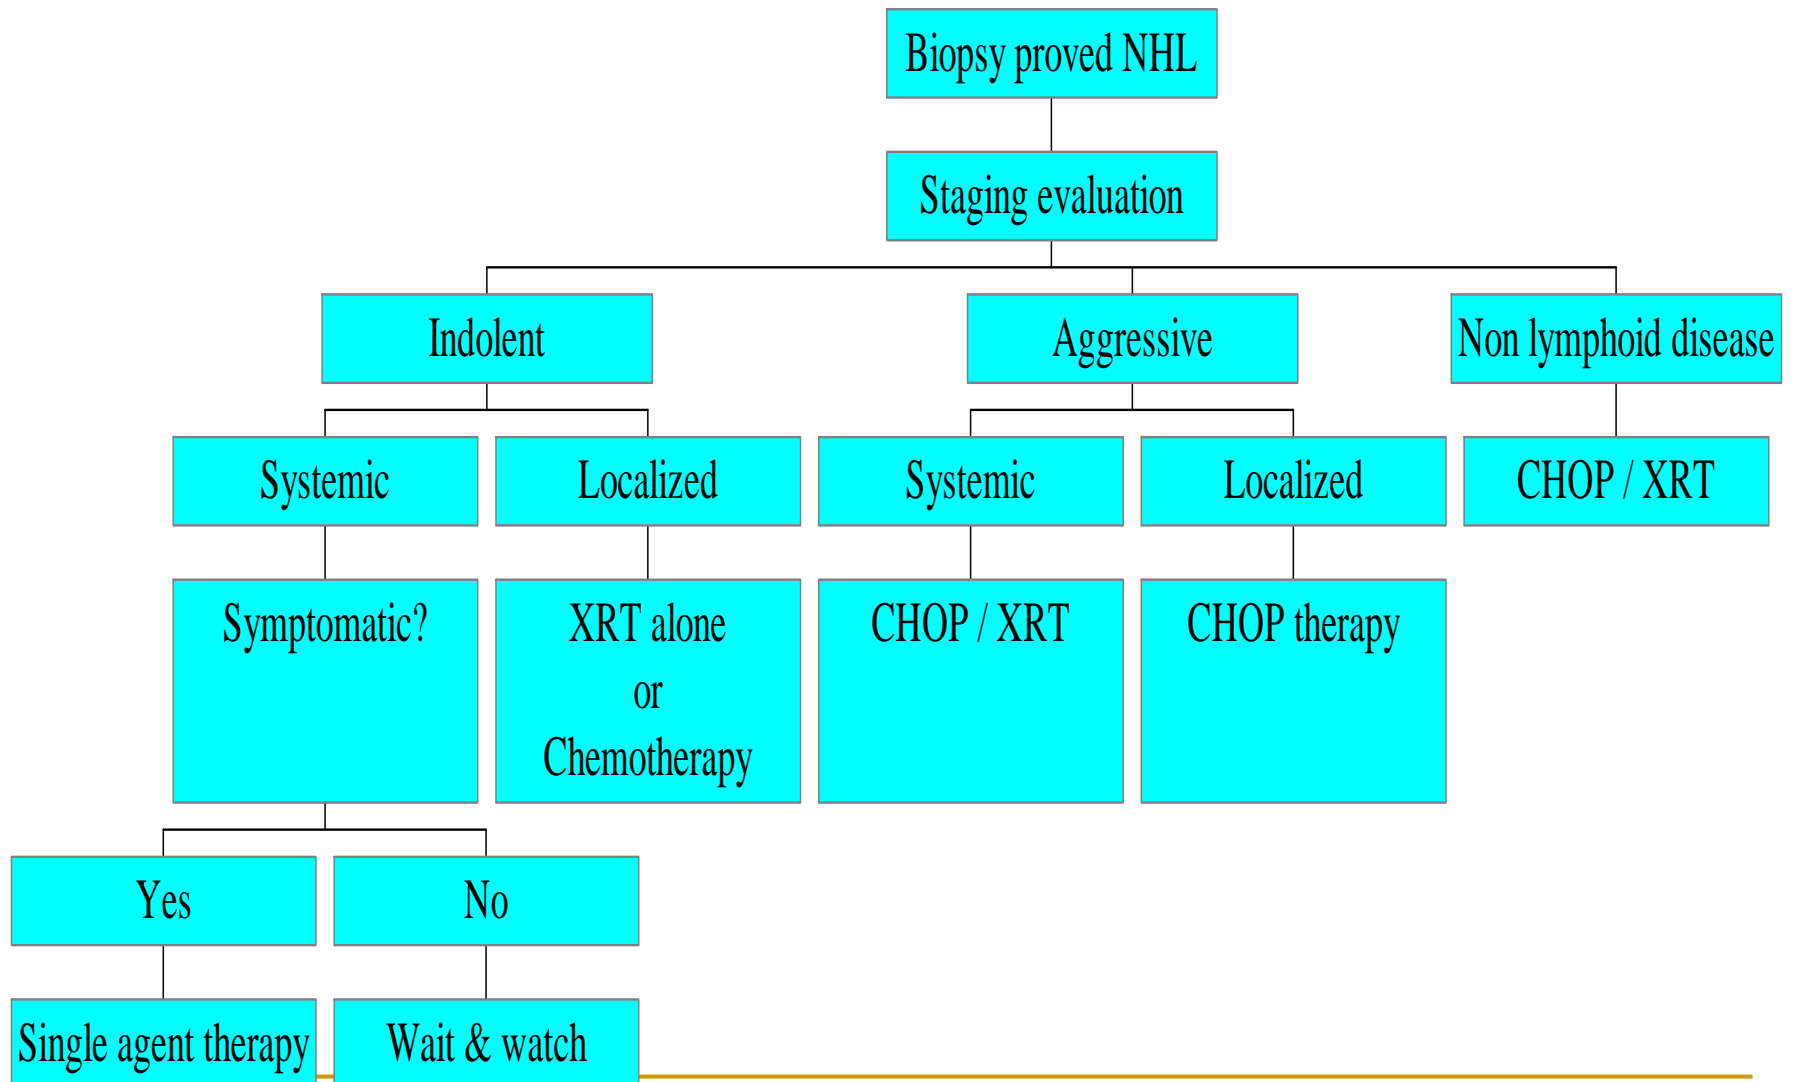 Biopsy proved NHL
Staging evaluation
Indolent
Aggressive
Non lymphoid disease
Systemic
Localized
Systemic
Localized
CHOP / XRT
Symptomatic?
XRT alone
or
Chemotherapy
CHOP / XRT
CHOP therapy
Yes
No
Single agent therapy
Wait & watch